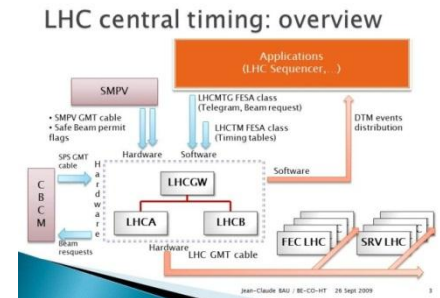 LHC central timing: overview
Applications
(LHC Sequencer,...)
SMPV
• SMPV GMT cable
• Safe Beam permit
flags
LHCMTG FESA class
(Telegram, Beam request)
LHCTM FESA class
(Timing tables)
DTM events
distribution
SPS GMT
cable
Hardware
Software
Software
Hardware
CBCM
LHCGW
LHCA
LHCB
Beam
resquests
Hardware
LHC GMT cable
FEC LHC
SRV LHC
Jean-Claude BAU / BE-CO-HT 26 Sept 2009
3